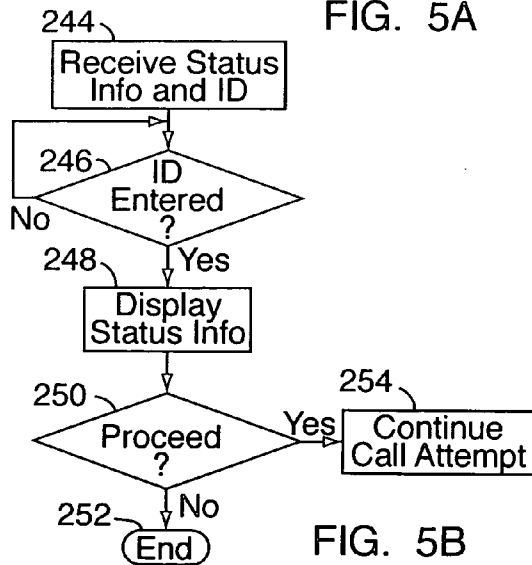 FIG. 5A
244
Receive Status
Info and ID
246
ID
Entered
?
No
Yes
248
Display
Status Info
250
Proceed
?
Yes
254
Continue
Call Attempt
No
252
End
FIG. 5B